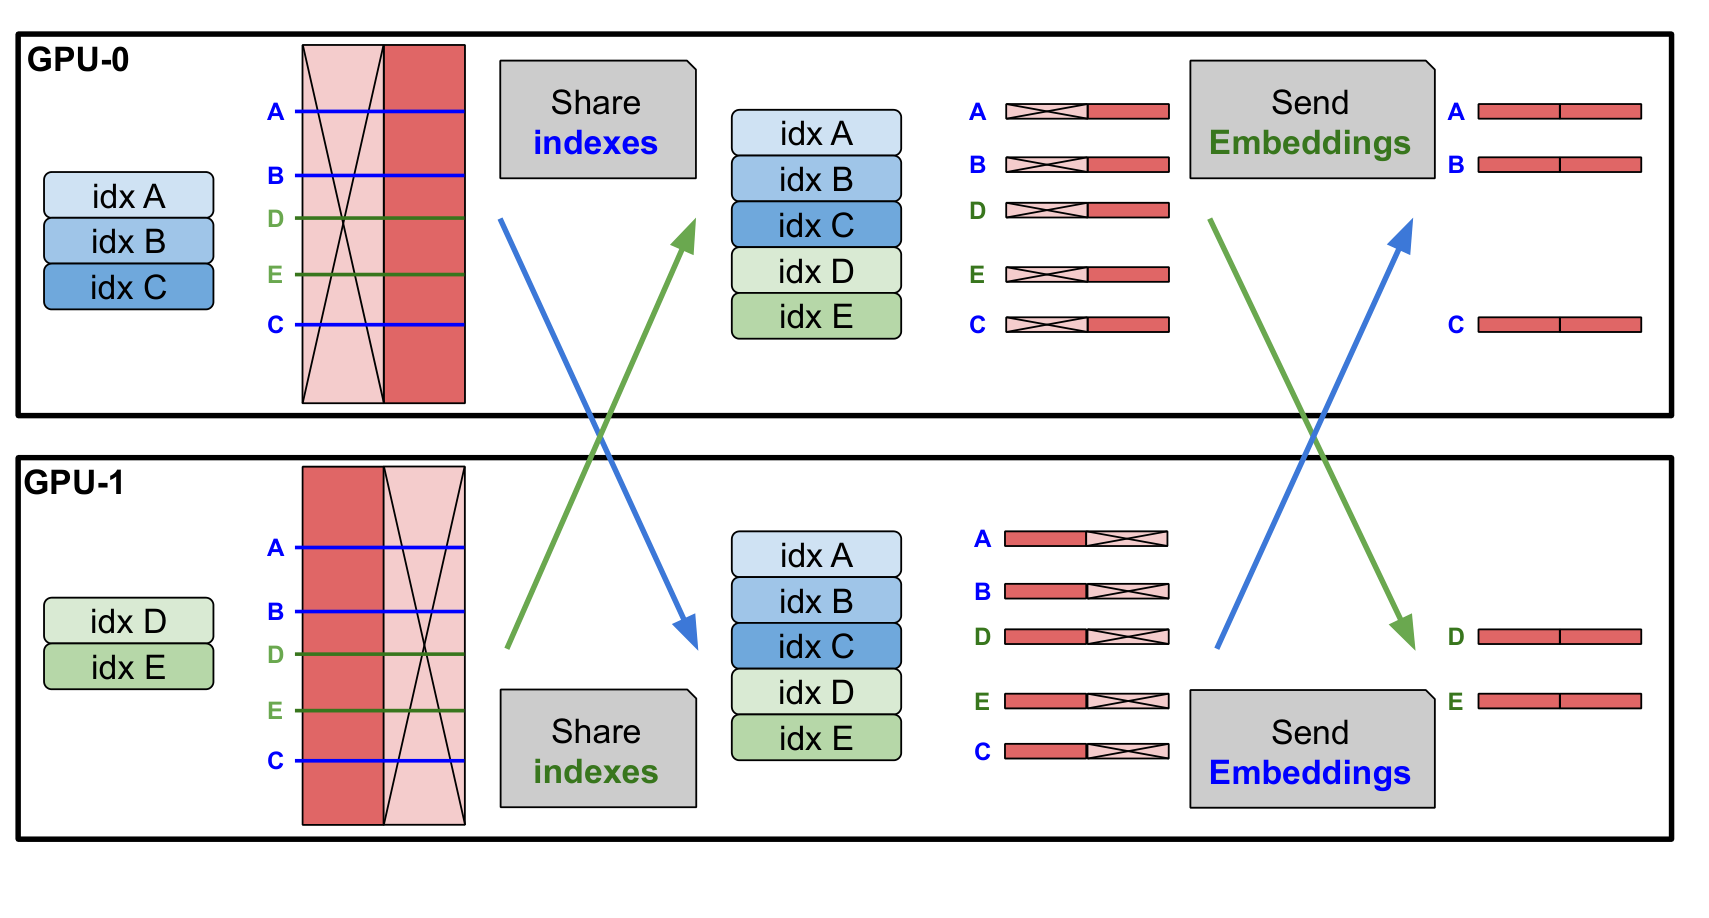 GPU-0
idx A
idx B
idx C
A
B
D
E
C
Share
indexes
idx A
idx B
idx C
idx D
idx E
A
B
D
E
C
Send
Embeddings
A
B
C
GPU-1
idx D
idx E
A
B
D
E
C
Share
indexes
idx A
idx B
idx C
idx D
idx E
A
B
D
E
C
Send
Embeddings
D
E